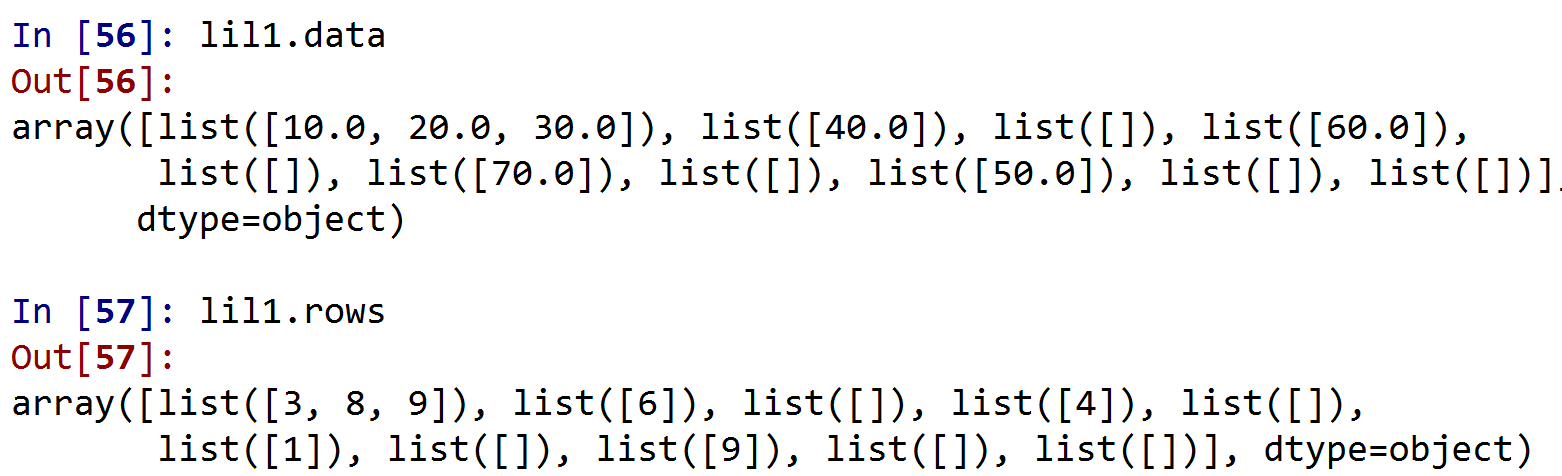 In [56]: lil1.data
Out[56]:
array([list([10.0, 20.0, 30.0]), list([40.0]), list([]), list([60.0]),
       list([]), list([70.0]), list([]), list([50.0]), list([]), list([])],
      dtype=object)

In [57]: lil1.rows
Out[57]:
array([list([3, 8, 9]), list([6]), list([]), list([4]), list([]),
       list([1]), list([]), list([9]), list([]), list([])], dtype=object)